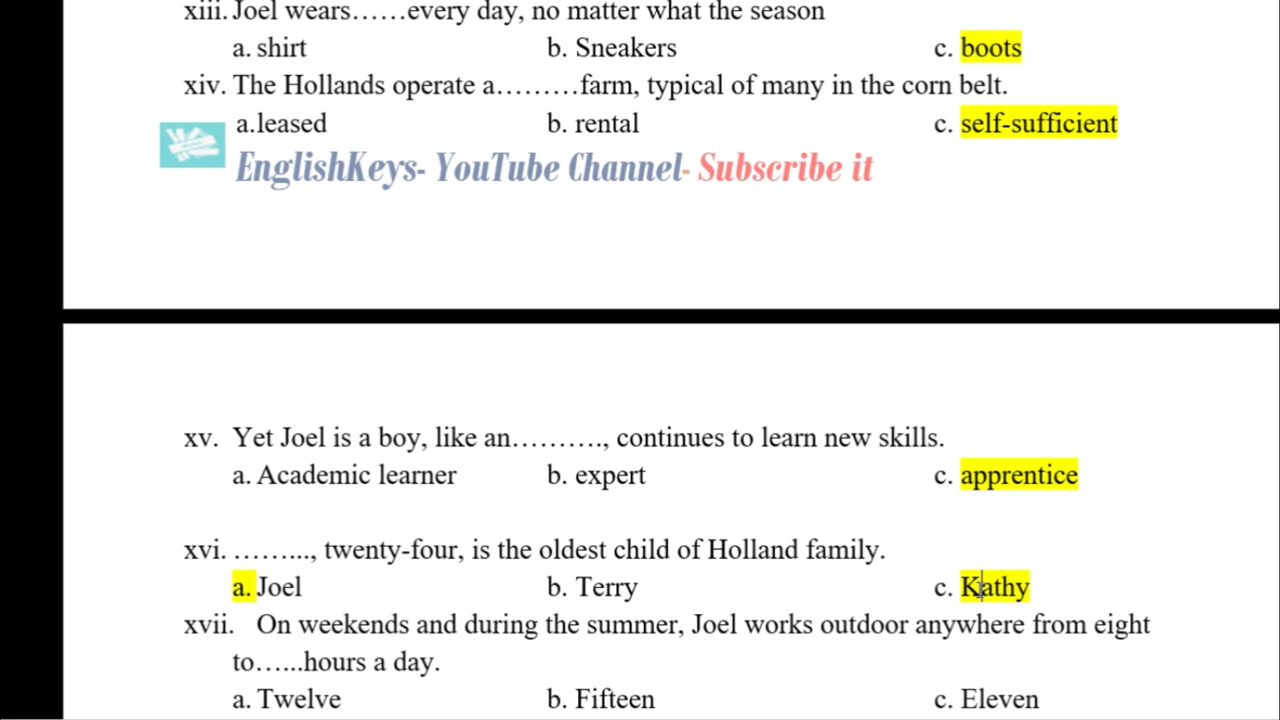 xiii. Joel wears……every day, no matter what the season
a. shirt b. Sneakers c. boots
xiv. The Hollands operate a………farm, typical of many in the corn belt.
a.leased b. rental c. self-sufficient
EnglishKeys- YouTube Channel- Subscribe it
xv. Yet Joel is a boy, like an………., continues to learn new skills.
a. Academic learner b. expert c. apprentice
xvi. ……..., twenty-four, is the oldest child of Holland family.
a. Joel b. Terry c. Kathy
xvii. On weekends and during the summer, Joel works outdoor anywhere from eight
to…...hours a day.
a. Twelve b. Fifteen c. Eleven